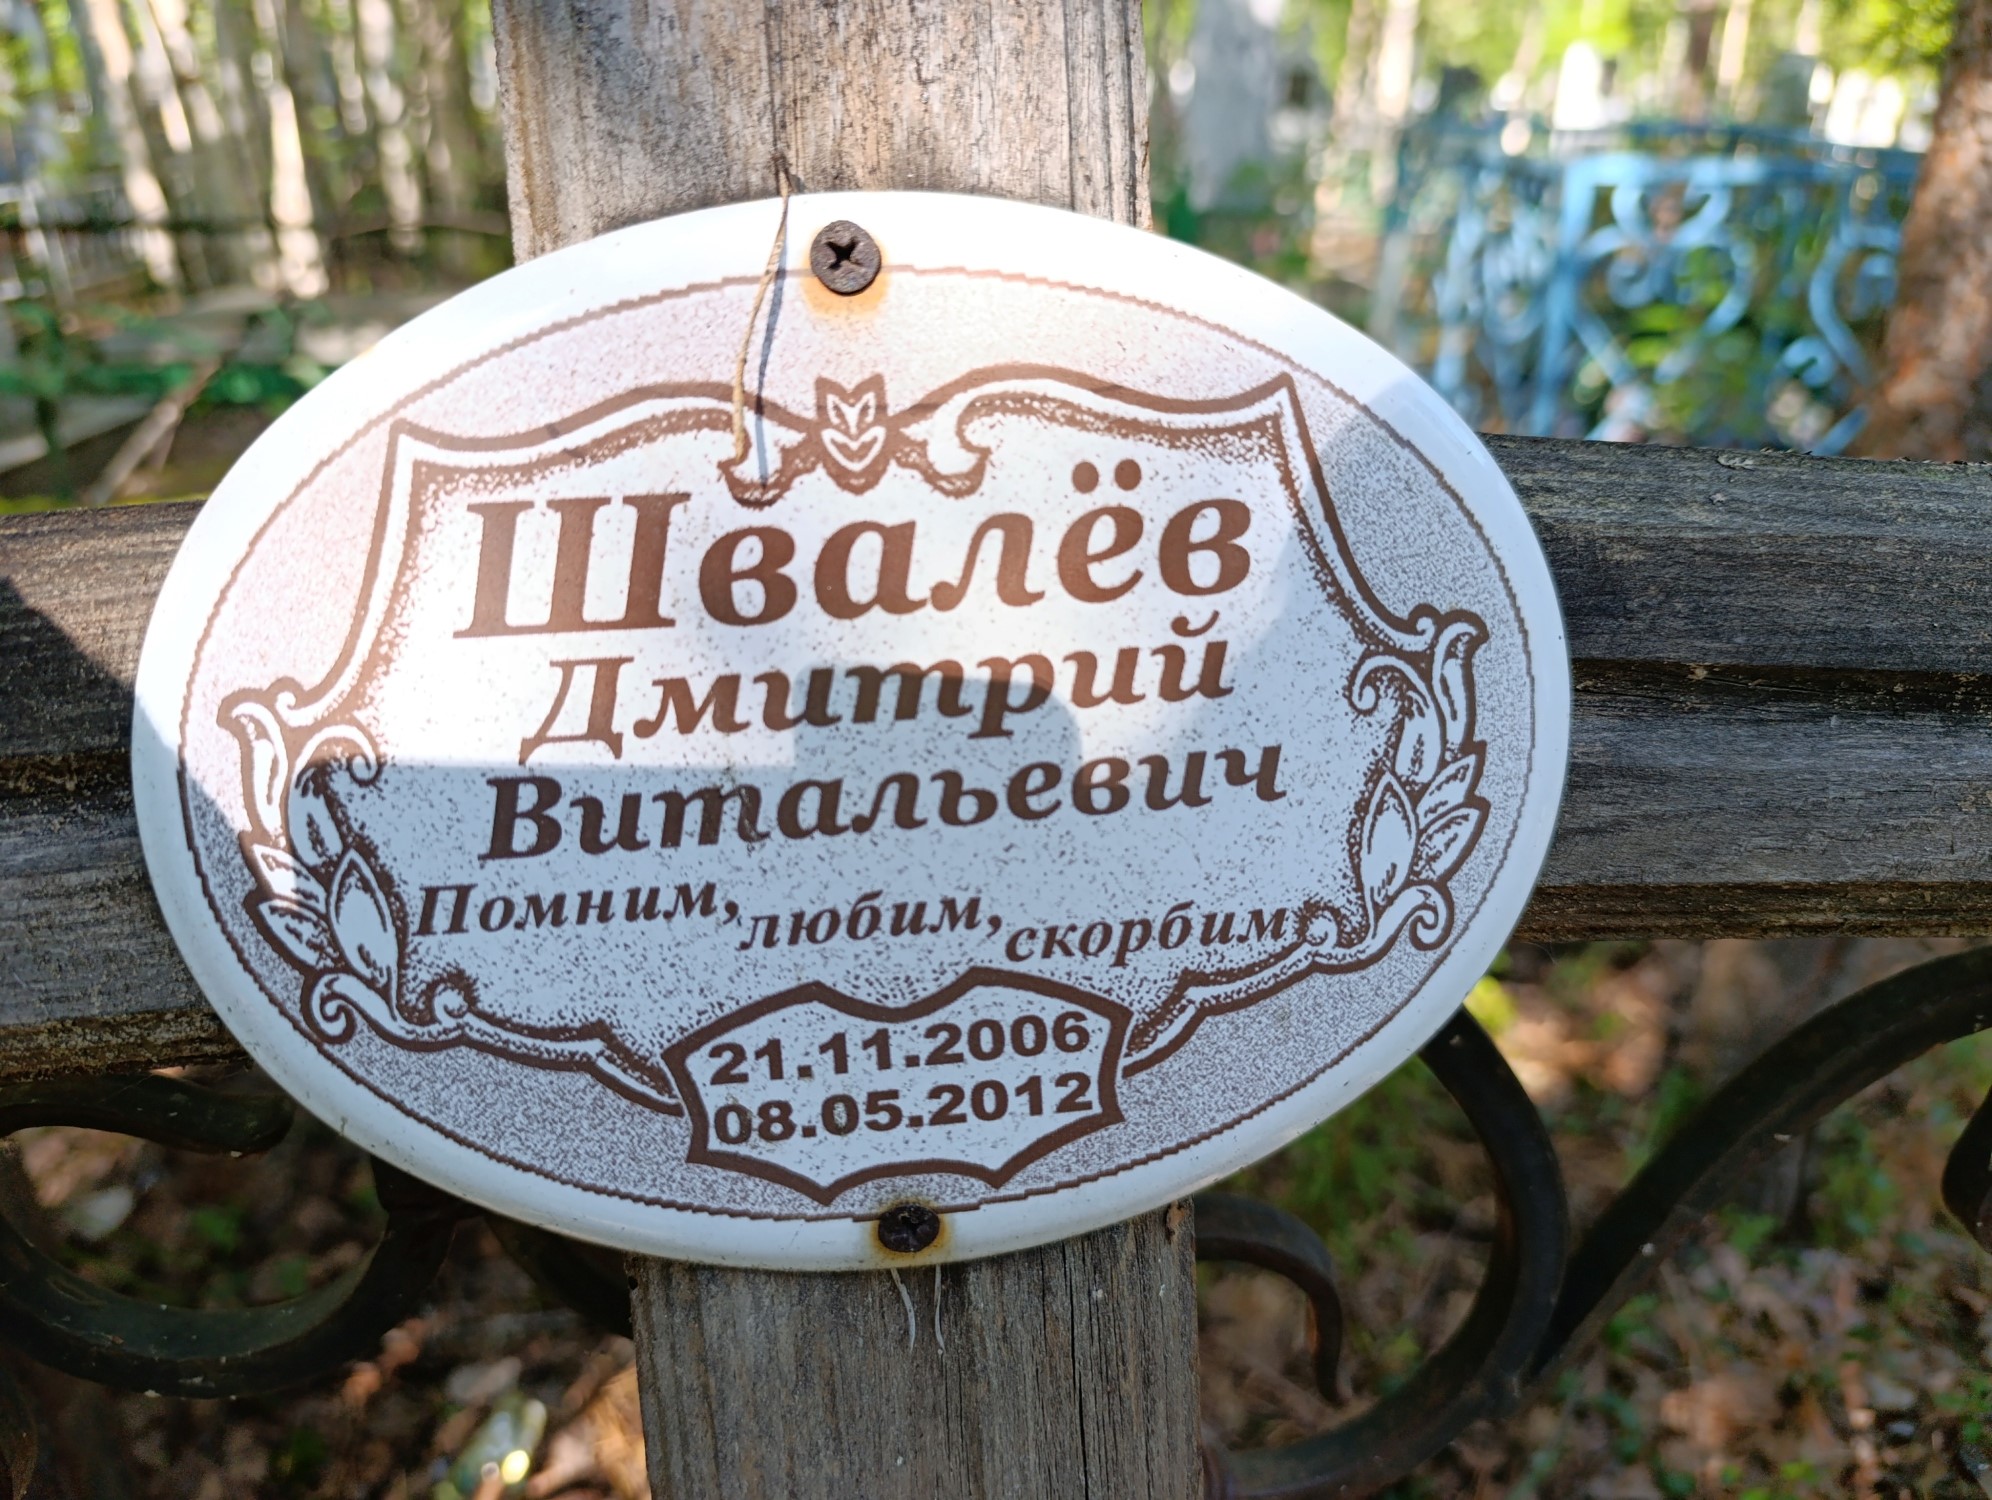 Швалёв
Дмитрий
Витальевич
Помним, любим, скорбим
21.11.2006
08.05.2012